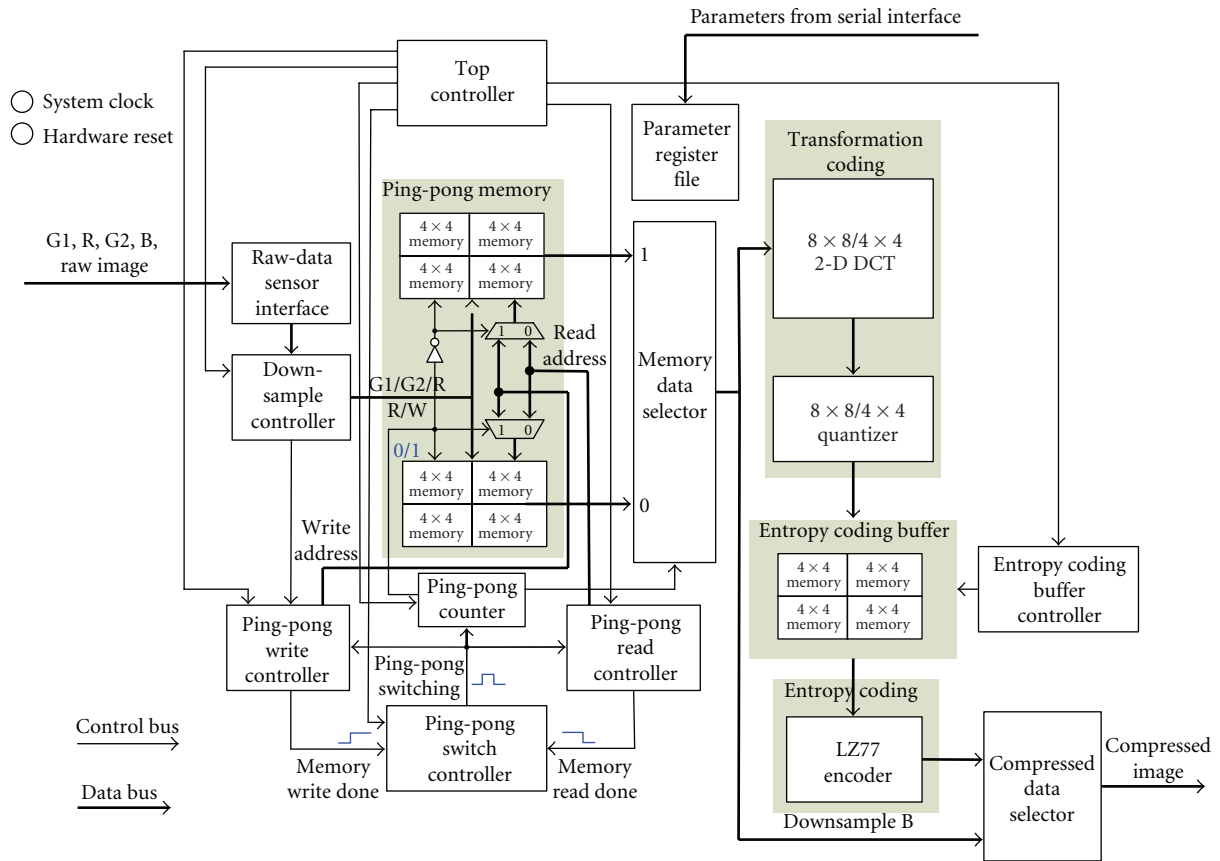 Parameters from serial interface
Top
controller
System clock
Hardware reset
Parameter
register
file
Transformation
coding
8 × 8/4 × 4
2-D DCT
8 × 8/4 × 4
quantizer
Ping-pong memory
4 × 4
memory
4 × 4
memory
4 × 4
memory
4 × 4
memory
G1, R, G2, B,
raw image
Raw-data
sensor
interface
Down-
sample
controller
1 0
Read
address
G1/G2/R
R/W
1 0
0/1
4 × 4
memory
4 × 4
memory
4 × 4
memory
4 × 4
memory
1
Memory
data
selector
0
Write
address
Ping-pong
write
controller
Ping-pong
counter
Ping-pong
read
controller
Ping-pong
switching
Ping-pong
switch
controller
Memory
write done
Memory
read done
Entropy coding buffer
4 × 4
memory
4 × 4
memory
4 × 4
memory
4 × 4
memory
Entropy coding
buffer
controller
Entropy coding
LZ77
encoder
Downsample B
Compressed
data
selector
Compressed
image
Control bus
Data bus